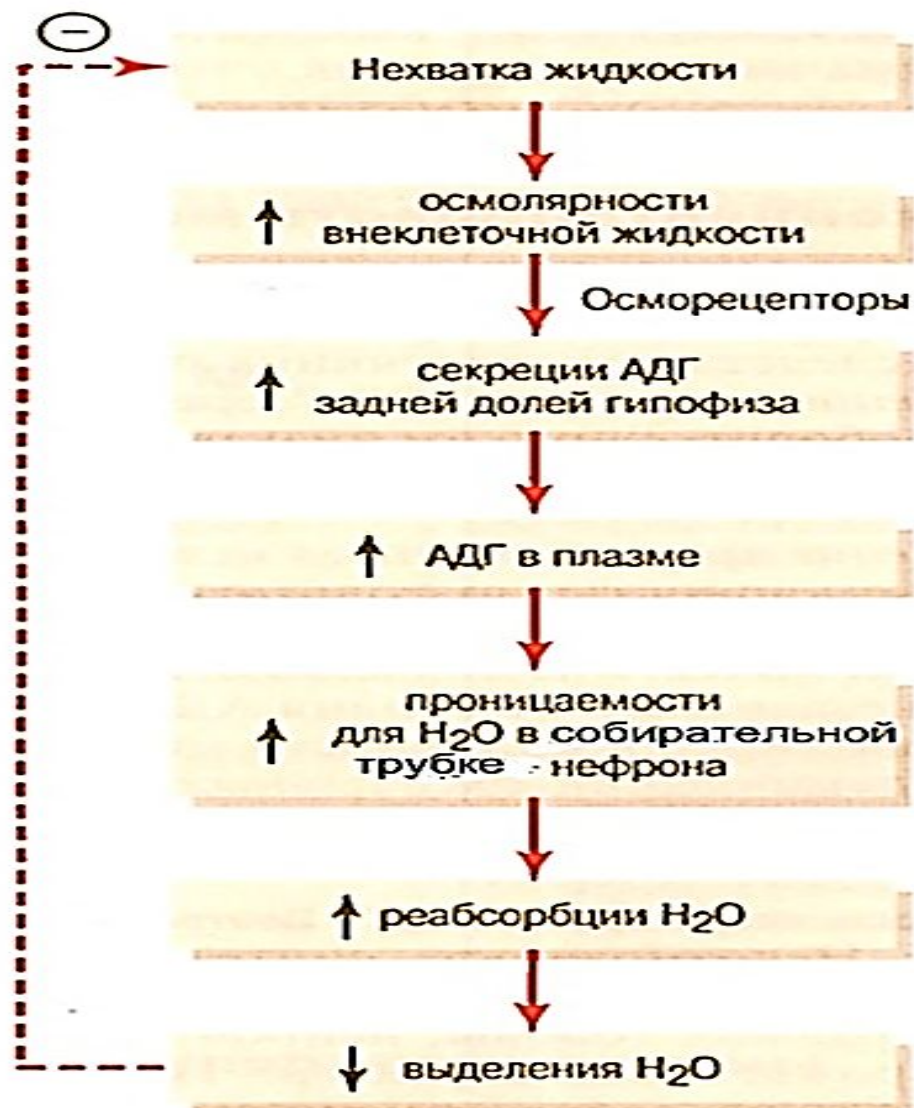 −
Нехватка жидкости
↑ осмолярности
внеклеточной жидкости
Осморецепторы
↑ секреции АДГ
задней долей гипофиза
↑ АДГ в плазме
проницаемости
↑ для H₂O в собирательной
трубке - нефрона
↑ реабсорбции H₂O
↓ выделения H₂O